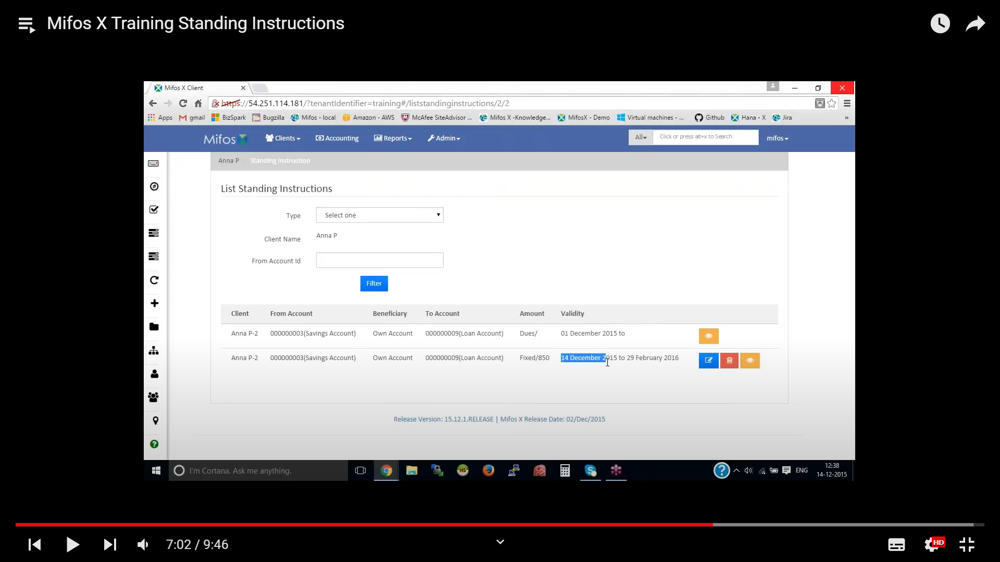 Mifos X Training Standing Instructions
Mifos X Client
https://54.251.114.181/?tenantIdentifier=training#/liststandinginstructions/2/2
Apps gmail BizSpark Bugzilla Mifos - local Amazon - AWS McAfee SiteAdvisor ... Mifos X -Knowledge... MifosX - Demo Virtual machines - ... Github Hana - X Jira »
Mifos Clients Accounting Reports Admin All Click or press alt+x to Search mifos
Anna P Standing Instruction
List Standing Instructions
Type Select one
Client Name Anna P
From Account Id
Filter
Client From Account Beneficiary To Account Amount Validity
Anna P-2 000000003(Savings Account) Own Account 000000009(Loan Account) Dues/ 01 December 2015 to
Anna P-2 000000003(Savings Account) Own Account 000000009(Loan Account) Fixed/850 14 December 2015 to 29 February 2016
Release Version: 15.12.1.RELEASE | Mifos X Release Date: 02/Dec/2015
I'm Cortana. Ask me anything.
HS
ENG
12:38
14-12-2015
7:02 / 9:46
HD